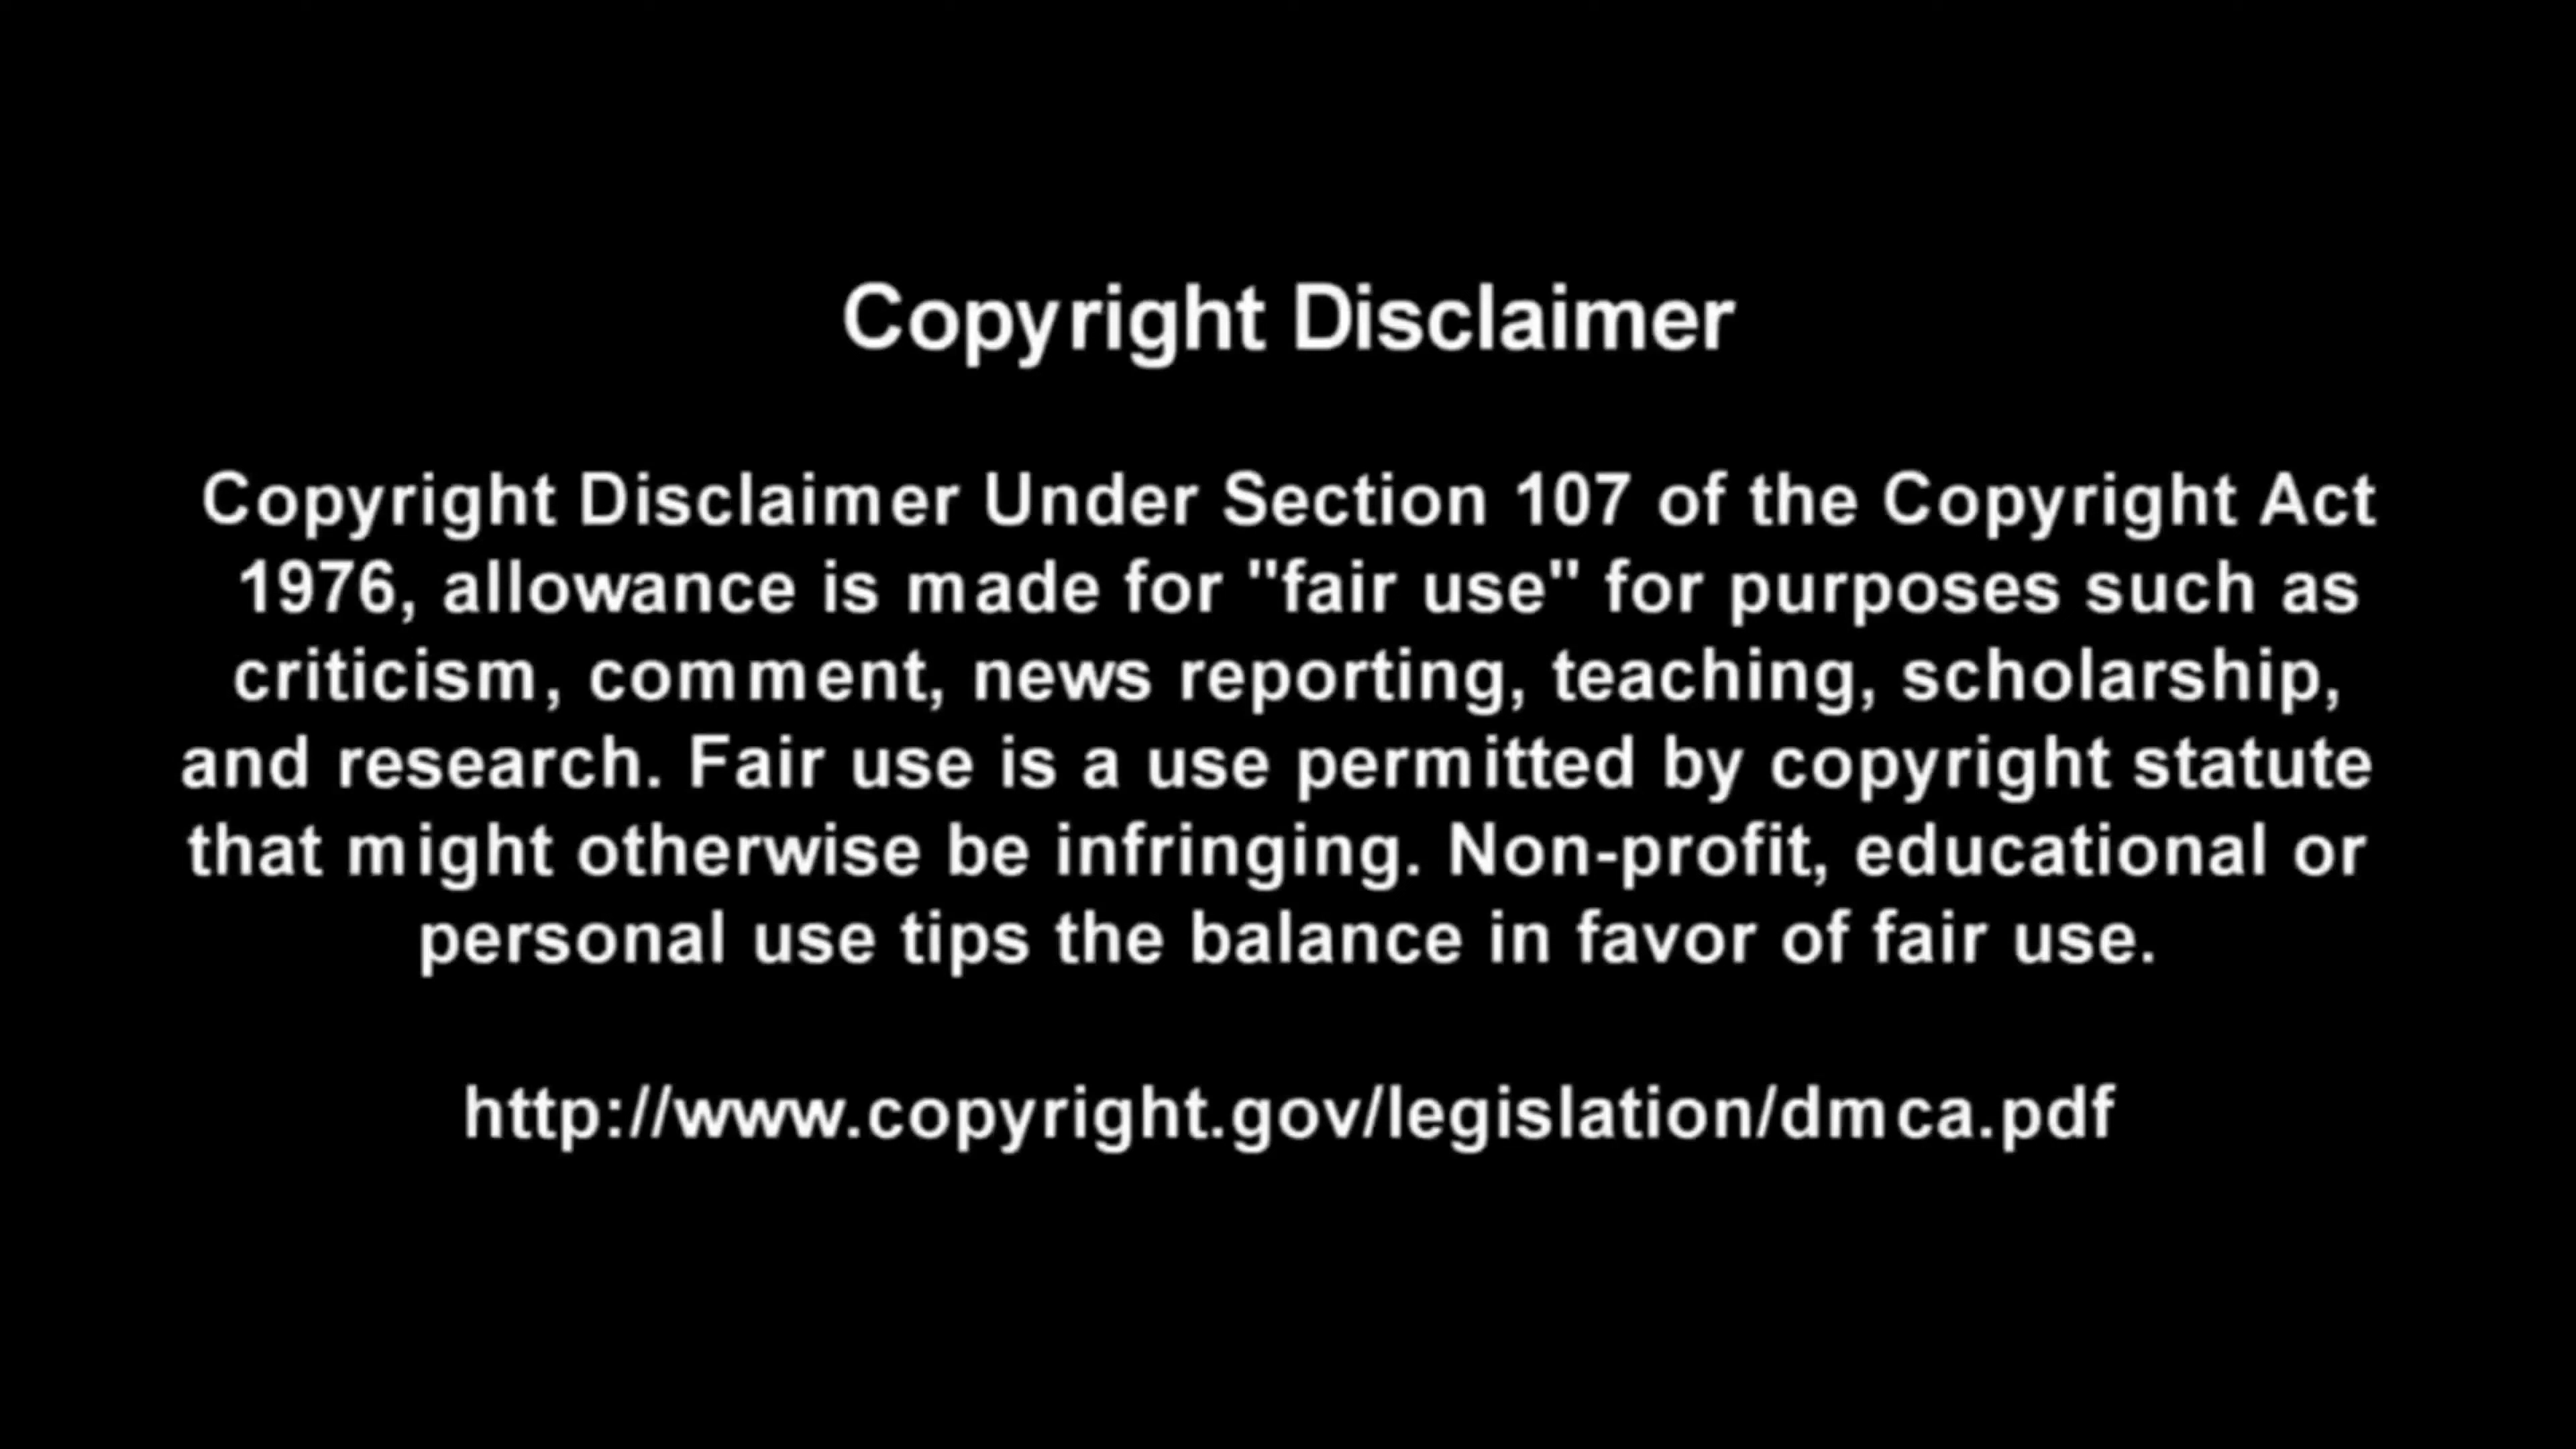 Copyright Disclaimer
Copyright Disclaimer Under Section 107 of the Copyright Act
1976, allowance is made for "fair use" for purposes such as
criticism, comment, news reporting, teaching, scholarship,
and research. Fair use is a use permitted by copyright statute
that might otherwise be infringing. Non-profit, educational or
personal use tips the balance in favor of fair use.
http://www.copyright.gov/legislation/dmca.pdf